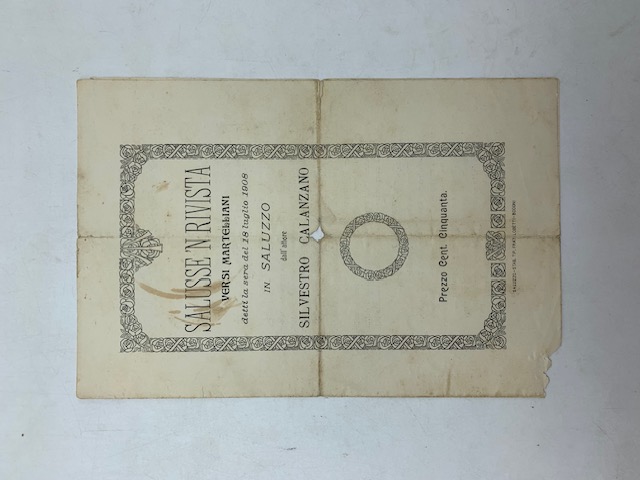 SALUSSE 'N RIVISTA
VERSI MARTELLIANI
detti la sera del 18 luglio 1908
IN SALUZZO
dall'attore
SILVESTRO CALANZANO
Prezzo Cent. Cinquanta.
SALUZZO